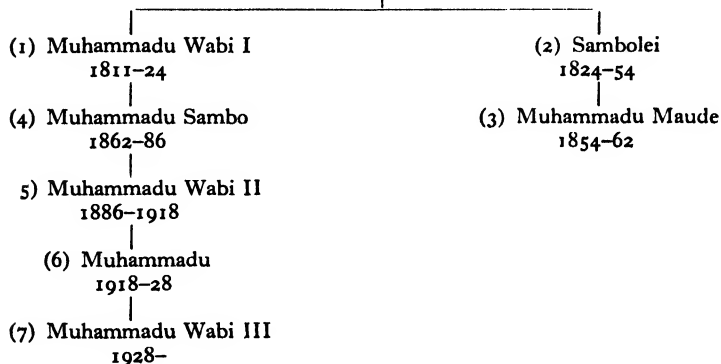 (1) Muhammadu Wabi I
1811–24
(2) Sambolei
1824–54
(4) Muhammadu Sambo
1862–86
(3) Muhammadu Maude
1854–62
5) Muhammadu Wabi II
1886–1918
(6) Muhammadu
1918–28
(7) Muhammadu Wabi III
1928–